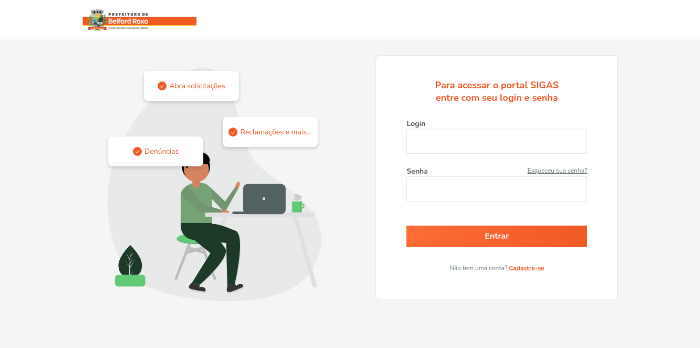 PREFEITURA DE
Belford Roxo
Abra solicitações
Reclamações e mais...
Denúncias
Para acessar o portal SIGAS
entre com seu login e senha
Login
Senha
Esqueceu sua senha?
Entrar
Não tem uma conta? Cadastre-se